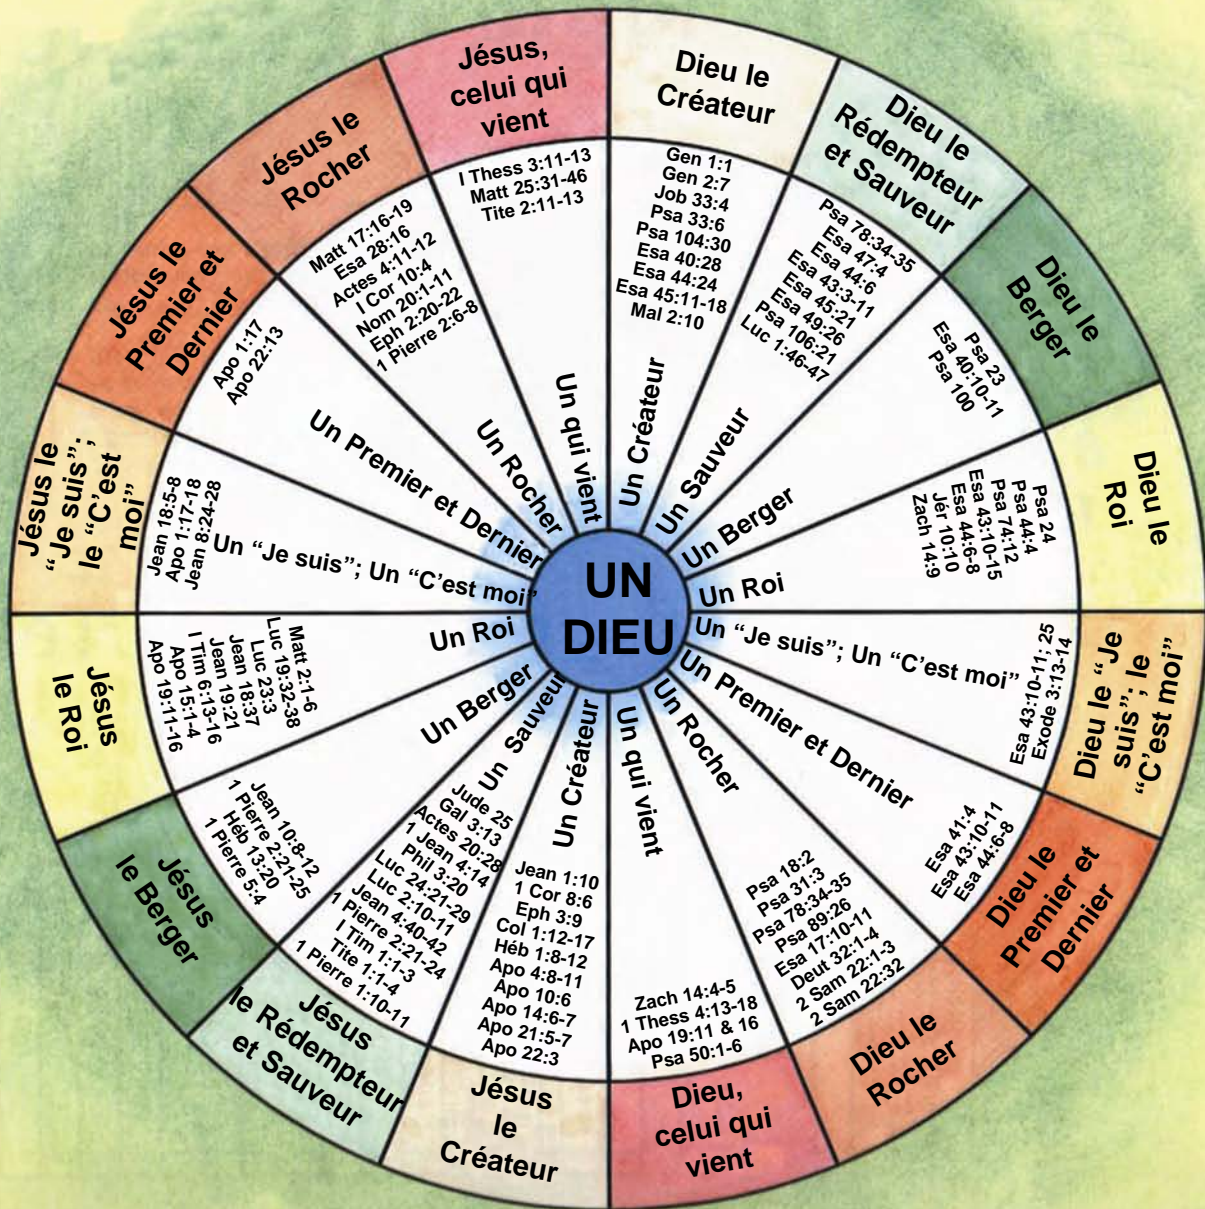 UN
DIEU
Dieu le
Créateur
Gen 1:1
Gen 2:7
Job 33:4
Psa 33:6
Psa 104:30
Esa 40:28
Esa 44:24
Esa 45:11-18
Mal 2:10
Un Créateur
Dieu le
Rédempteur
et Sauveur
Psa 78:34-35
Esa 47:4
Esa 44:6
Esa 43:3-11
Esa 45:21
Esa 49:26
Psa 106:21
Luc 1:46-47
Un Sauveur
Dieu le
Berger
Psa 23
Esa 40:10-11
Psa 100
Un Berger
Dieu le
Roi
Psa 24
Psa 44:4
Psa 74:12
Esa 43:10-15
Esa 44:6-8
Jér 10:10
Zach 14:9
Un Roi
Dieu le “Je
suis”; le
“C'est moi”
Esa 43:10-11; 25
Exode 3:13-14
Un “Je suis”; Un “C'est moi”
Dieu le
Premier et
Dernier
Esa 41:4
Esa 43:10-11
Esa 44:6-8
Un Premier et Dernier
Dieu le
Rocher
Psa 18:2
Psa 31:3
Psa 78:34-35
Psa 89:26
Esa 17:10-11
Deut 32:1-4
2 Sam 22:1-3
2 Sam 22:32
Un Rocher
Dieu,
celui qui
vient
Zach 14:4-5
1 Thess 4:13-18
Apo 19:11 & 16
Psa 50:1-6
Un qui vient
Jésus
le
Créateur
Jean 1:10
1 Cor 8:6
Eph 3:9
Col 1:12-17
Héb 1:8-12
Apo 4:8-11
Apo 10:6
Apo 14:6-7
Apo 21:5-7
Apo 22:3
Un Créateur
Jésus
le Rédempteur
et Sauveur
Jude 25
Gal 3:13
Actes 20:28
1 Jean 4:14
Phil 3:20
Luc 24:21-29
Luc 2:10-11
Jean 4:40-42
1 Pierre 2:21-24
I Tim 1:1-3
Tite 1:1-4
1 Pierre 1:10-11
Un Sauveur
Jésus
le Berger
Jean 10:8-12
1 Pierre 2:21-25
Héb 13:20
1 Pierre 5:4
Un Berger
Jésus
le Roi
Matt 2:1-6
Luc 19:32-38
Luc 23:3
Jean 18:37
Jean 19:21
I Tim 6:13-16
Apo 15:1-4
Apo 19:11-16
Un Roi
Jésus le
“Je suis”;
le “C'est
moi”
Jean 18:5-8
Apo 1:17-18
Jean 8:24-28
Un “Je suis”; Un “C'est moi”
Jésus le
Premier et
Dernier
Apo 1:17
Apo 22:13
Un Premier et Dernier
Jésus le
Rocher
Matt 17:16-19
Esa 28:16
Actes 4:11-12
I Cor 10:4
Nom 20:1-11
Eph 2:20-22
1 Pierre 2:6-8
Un Rocher
Jésus,
celui qui
vient
I Thess 3:11-13
Matt 25:31-46
Tite 2:11-13
Un qui vient